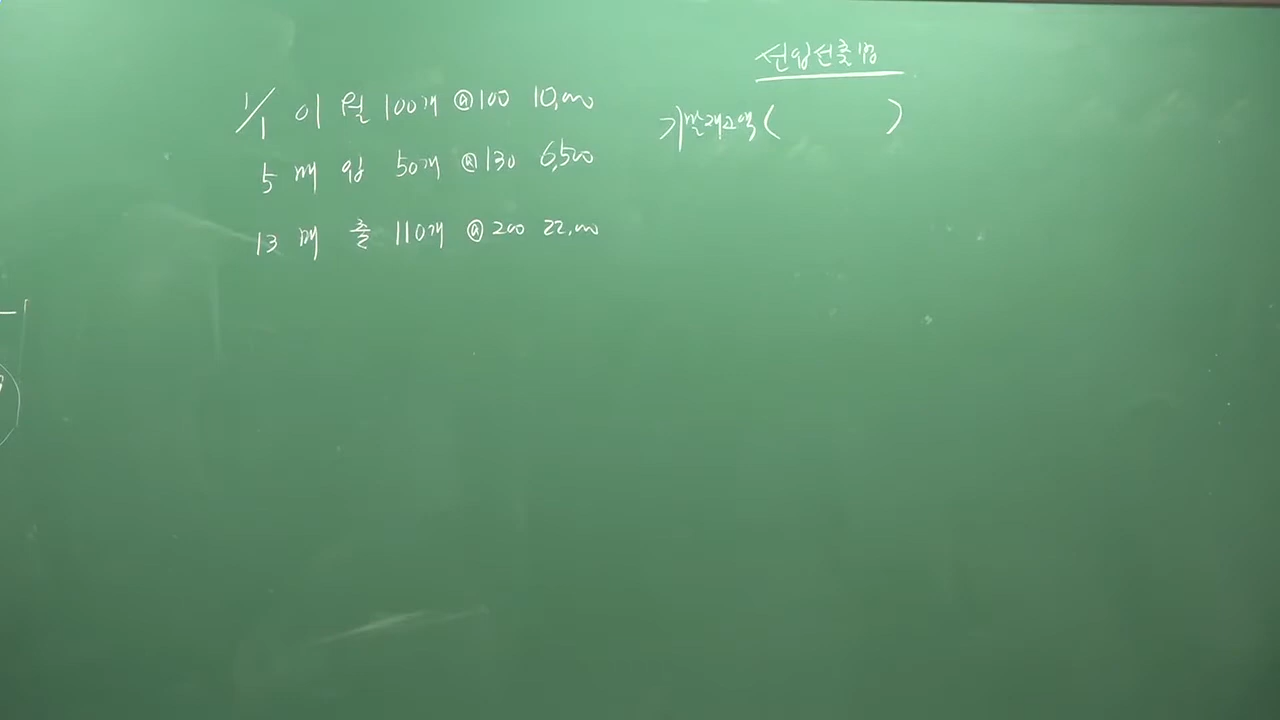 선입선출법
1/1 이 월 100개 @100 10,000
기말재고액( )
5 매 입 50개 @130 6,500
13 매 출 110개 @200 22,000